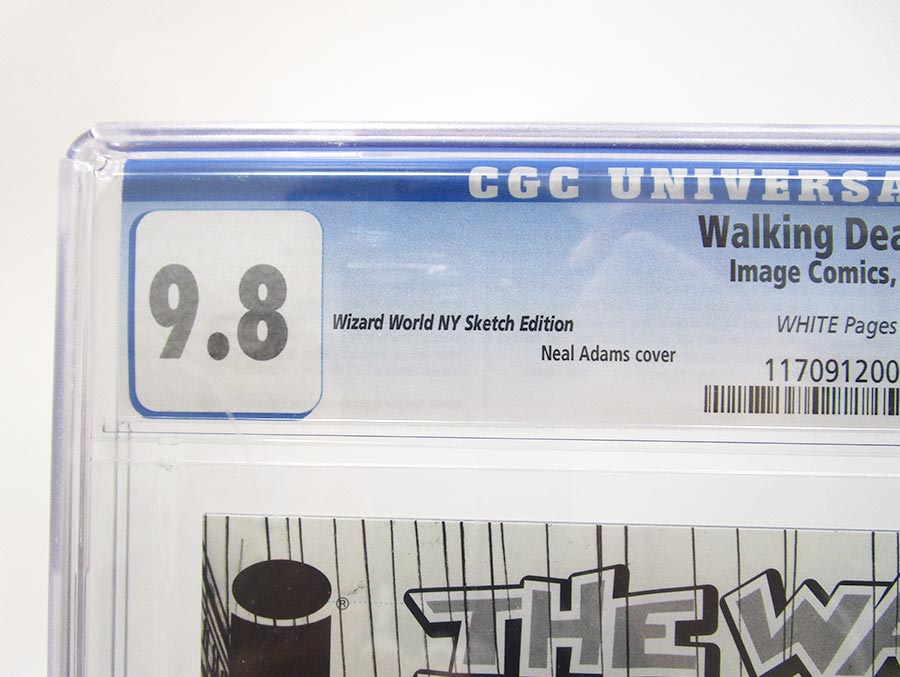 CGC UNIVERSA
9.8
Walking Dea
Image Comics,
Wizard World NY Sketch Edition
WHITE Pages
Neal Adams cover
117091200
®
THE WA